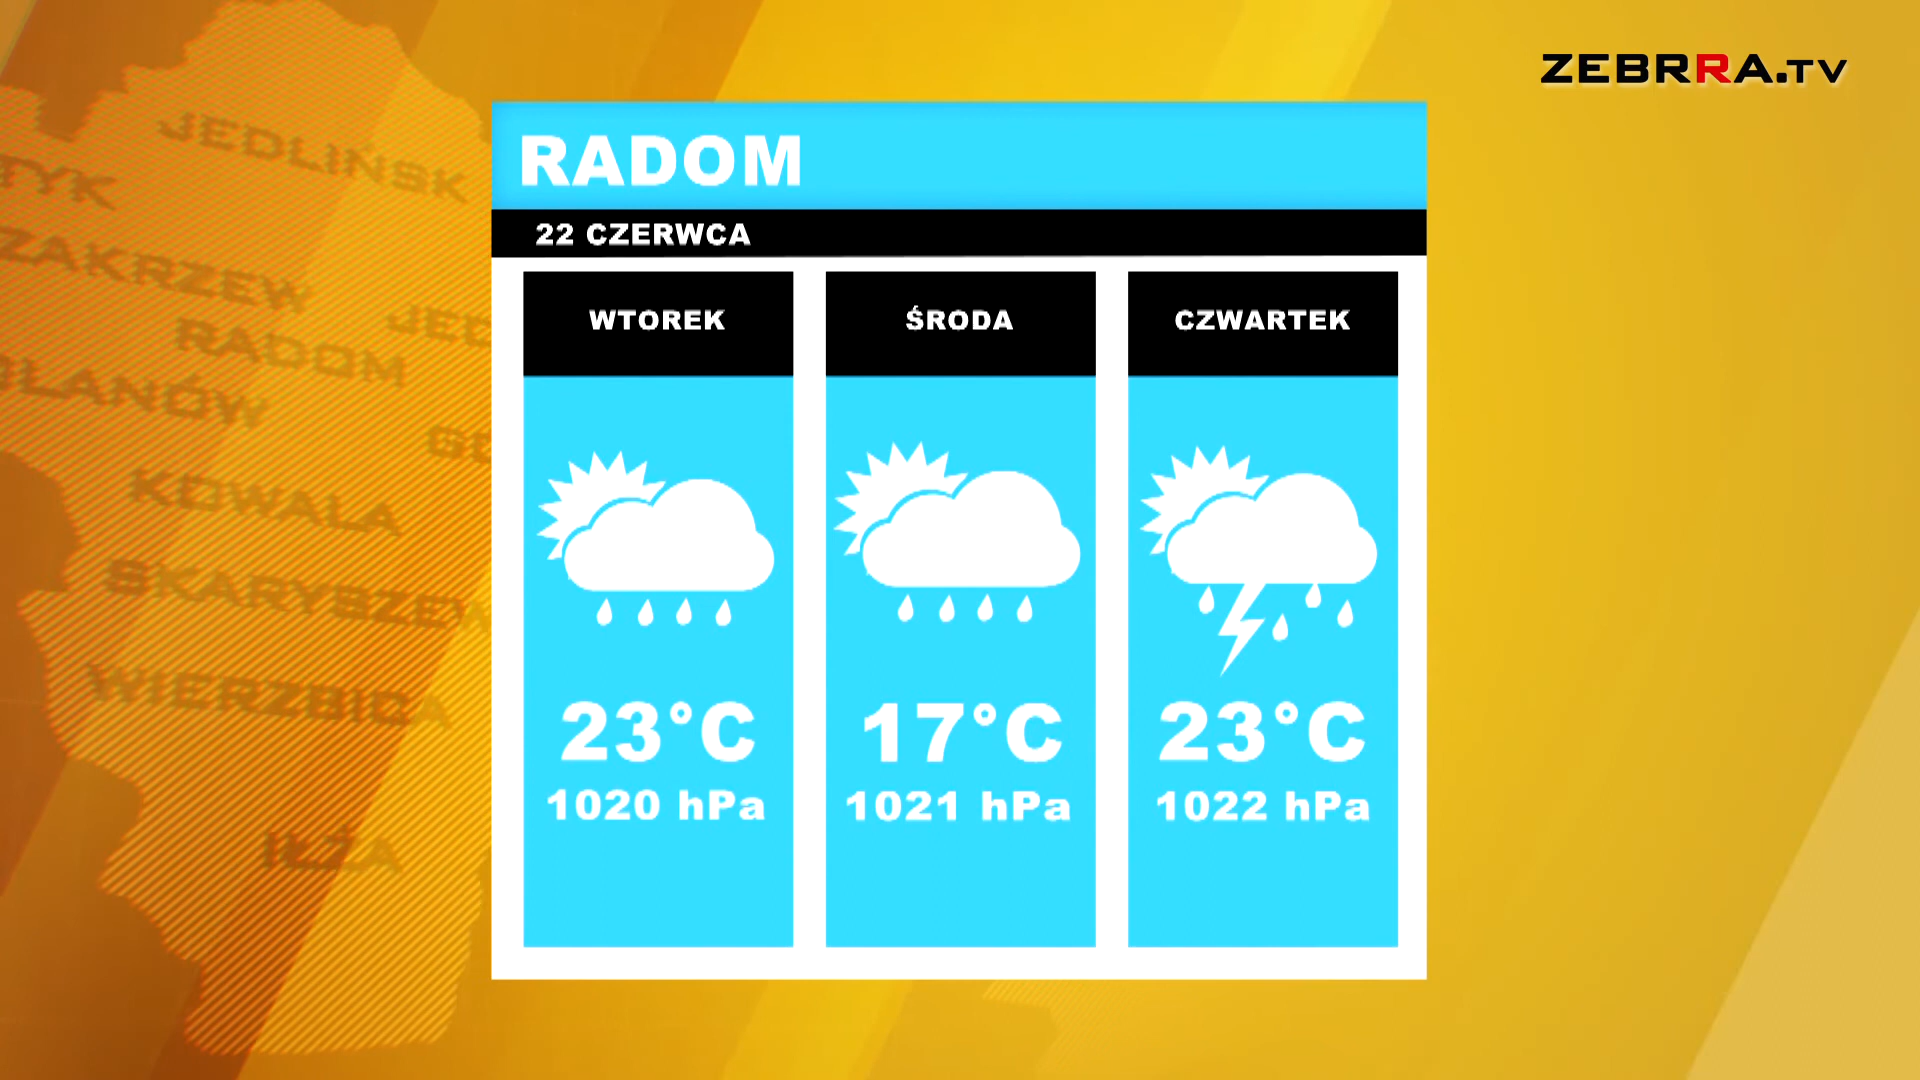 ZEBRRA.TV
RADOM
22 CZERWCA
WTOREK
ŚRODA
CZWARTEK
23°C
17°C
23°C
1020 hPa
1021 hPa
1022 hPa
JEDLIŃSK
ZAKRZEW
RADOM
KOWALA
SKARYSZEW
WIERZBICA
IŁŻA